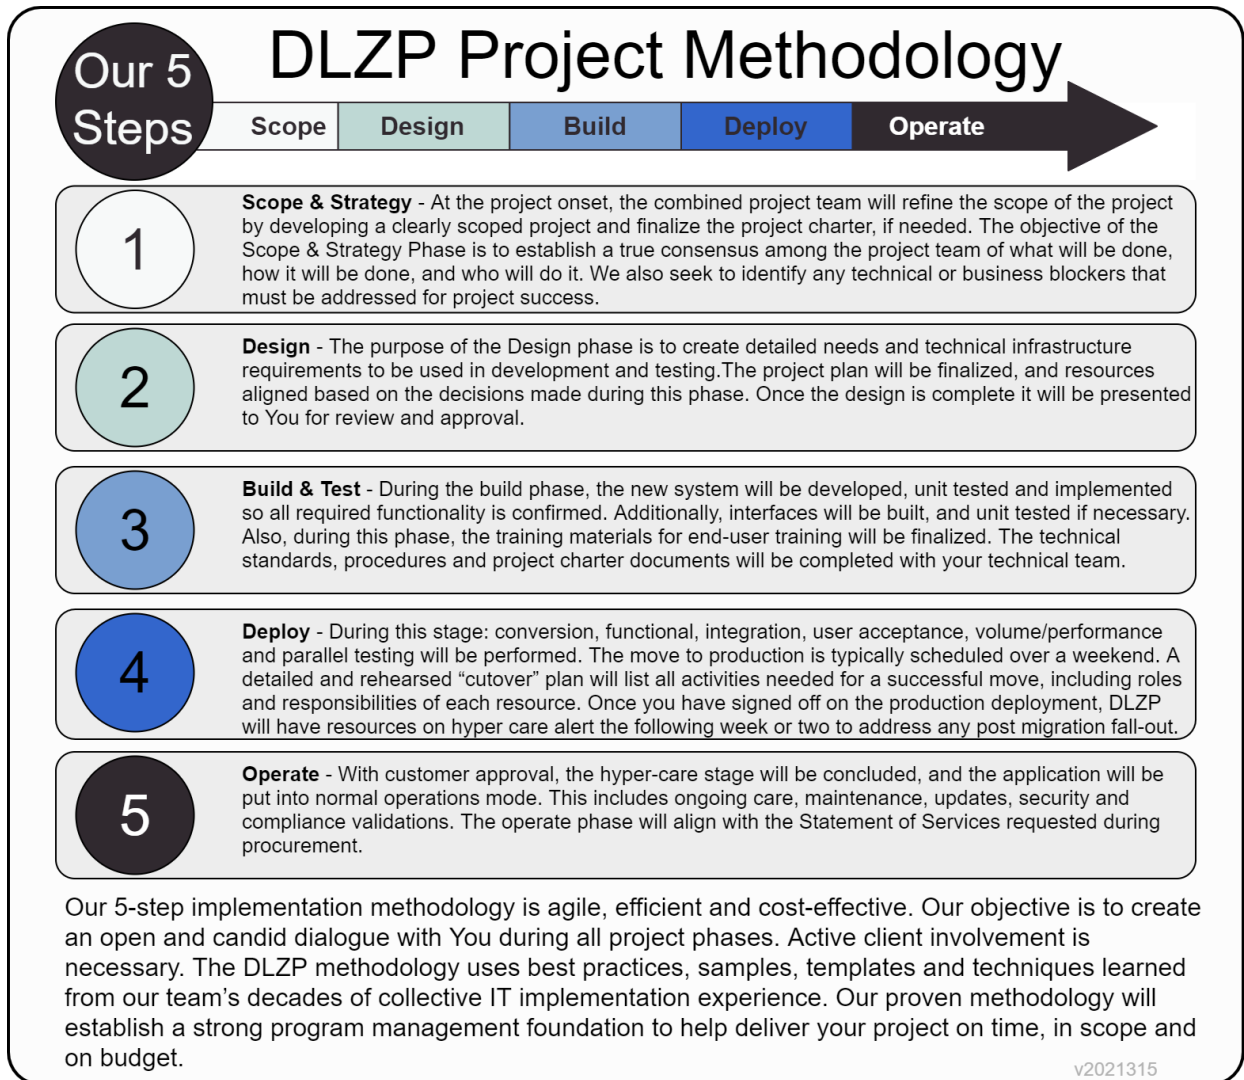 Our 5
Steps
DLZP Project Methodology
Scope
Design
Build
Deploy
Operate
1
Scope & Strategy - At the project onset, the combined project team will refine the scope of the project
by developing a clearly scoped project and finalize the project charter, if needed. The objective of the
Scope & Strategy Phase is to establish a true consensus among the project team of what will be done,
how it will be done, and who will do it. We also seek to identify any technical or business blockers that
must be addressed for project success.
2
Design - The purpose of the Design phase is to create detailed needs and technical infrastructure
requirements to be used in development and testing.The project plan will be finalized, and resources
aligned based on the decisions made during this phase. Once the design is complete it will be presented
to You for review and approval.
3
Build & Test - During the build phase, the new system will be developed, unit tested and implemented
so all required functionality is confirmed. Additionally, interfaces will be built, and unit tested if necessary.
Also, during this phase, the training materials for end-user training will be finalized. The technical
standards, procedures and project charter documents will be completed with your technical team.
4
Deploy - During this stage: conversion, functional, integration, user acceptance, volume/performance
and parallel testing will be performed. The move to production is typically scheduled over a weekend. A
detailed and rehearsed “cutover” plan will list all activities needed for a successful move, including roles
and responsibilities of each resource. Once you have signed off on the production deployment, DLZP
will have resources on hyper care alert the following week or two to address any post migration fall-out.
5
Operate - With customer approval, the hyper-care stage will be concluded, and the application will be
put into normal operations mode. This includes ongoing care, maintenance, updates, security and
compliance validations. The operate phase will align with the Statement of Services requested during
procurement.
Our 5-step implementation methodology is agile, efficient and cost-effective. Our objective is to create
an open and candid dialogue with You during all project phases. Active client involvement is
necessary. The DLZP methodology uses best practices, samples, templates and techniques learned
from our team’s decades of collective IT implementation experience. Our proven methodology will
establish a strong program management foundation to help deliver your project on time, in scope and
on budget.
v2021315